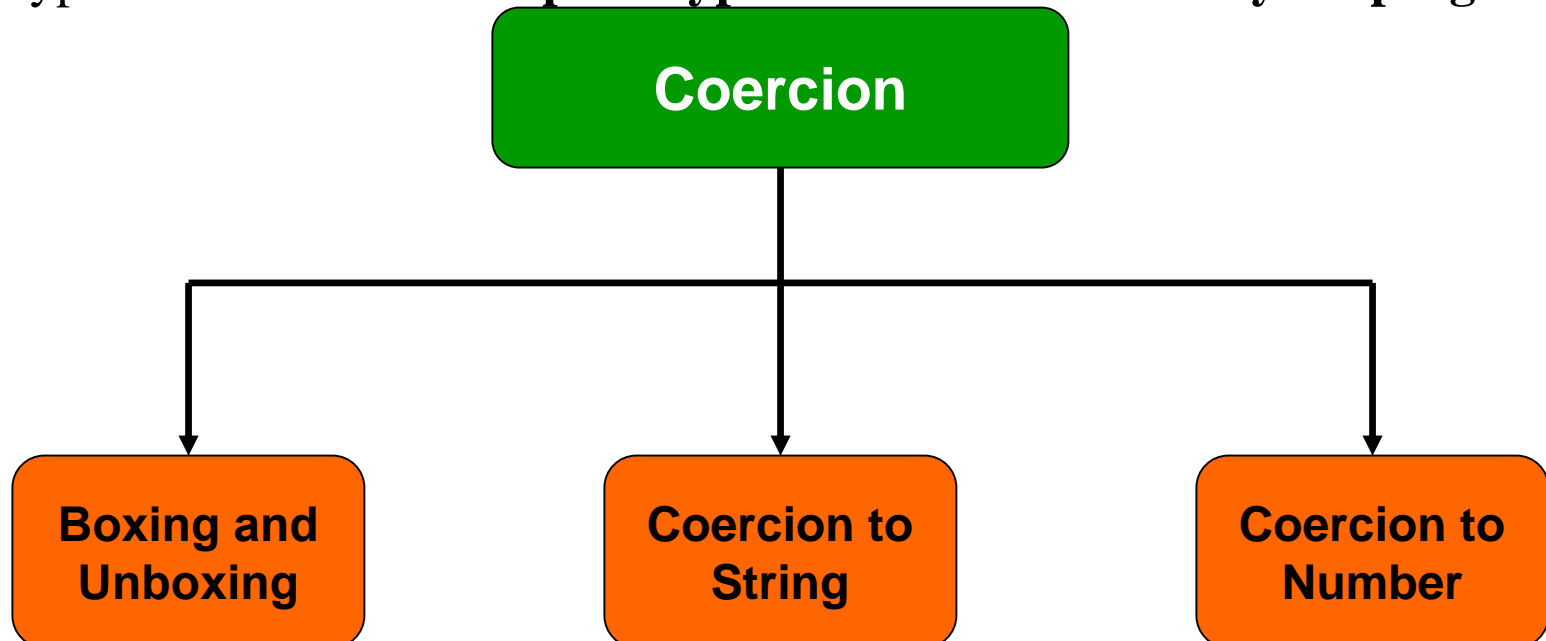 Coercion
Boxing and
Unboxing
Coercion to
String
Coercion to
Number